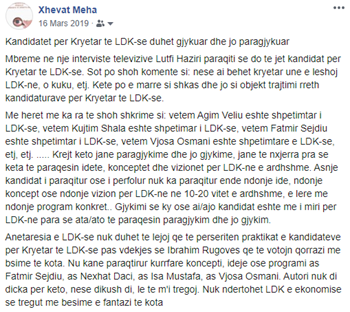 Xhevat Meha
16 Mars 2019
Kandidatet per Kryetar te LDK-se duhet gjykuar dhe jo paragjykuar
Mbreme ne nje interviste televizive Lutfi Haziri paraqiti se do te jet kandidat per
Kryetar te LDK-se. Sot po shoh komente si: nese ai behet kryetar une e leshoj
LDK-ne, o kuku, etj. Kete po e marre si shkas dhe jo si objekt trajtimi rreth
kandidaturave per Kryetar te LDK-se.
Me heret me ka ra te shoh shkrime si: vetem Agim Veliu eshte shpetimtar i
LDK-se, vetem Kujtim Shala eshte shpetimar i LDK-se, vetem Fatmir Sejdiu
eshte shpetimtar i LDK-se, vetem Vjosa Osmani eshte shpetimtare e LDK-se,
etj, etj. ..... Krejt keto jane paragjykime dhe jo gjykime, jane te nxjerra pra se
keta te paraqesin idete, konceptet dhe vizionet per LDK-ne e ardhshme. Asnje
kandidat i paraqitur ose i perfolur nuk ka paraqitur ende ndonje ide, ndonje
koncept ose ndonje vizion per LDK-ne ne 10-20 vitet e ardhshme, e lere me
ndonje program konkret.. Gjykimi se ky ose ai/ajo kandidat eshte me i miri per
LDK-ne para se ata/ato te paraqesin paragjykim dhe jo gjykim.
Anetaresia e LDK-se nuk duhet te lejoj qe te perseriten praktikat e kandidateve
per Kryetar te LDK-se pas vdekjes se Ibrahim Rugoves qe te votojn qorrazi me
bsime te kota. Nu kane paraqtirur kurrfare koncepti, ideje ose programi as
Fatmir Sejdiu, as Nexhat Daci, as Isa Mustafa, as Vjosa Osmani. Autori nuk di
dicka per keto, nese dikush di, le te m'i tregoj. Nuk ndertohet LDK e ekonomise
se tregut me besime e fantazi te kota